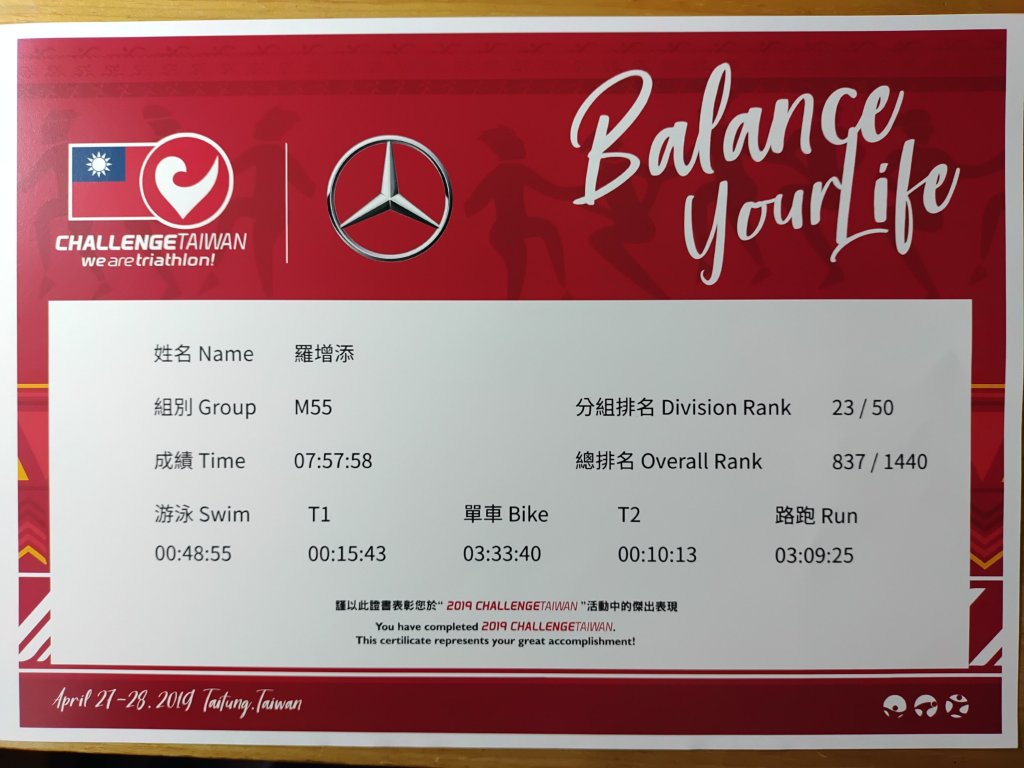 Balance
Your Life
CHALLENGETAIWAN
we are triathlon!
姓名 Name 羅增添
組別 Group M55 分組排名 Division Rank 23 / 50
成績 Time 07:57:58 總排名 Overall Rank 837 / 1440
游泳 Swim T1 單車 Bike T2 路跑 Run
00:48:55 00:15:43 03:33:40 00:10:13 03:09:25
謹以此證書表彰您於“ 2019 CHALLENGETAIWAN ”活動中的傑出表現
You have completed 2019 CHALLENGETAIWAN.
This certificate represents your great accomplishment!
April 27-28, 2019 Taitung, Taiwan